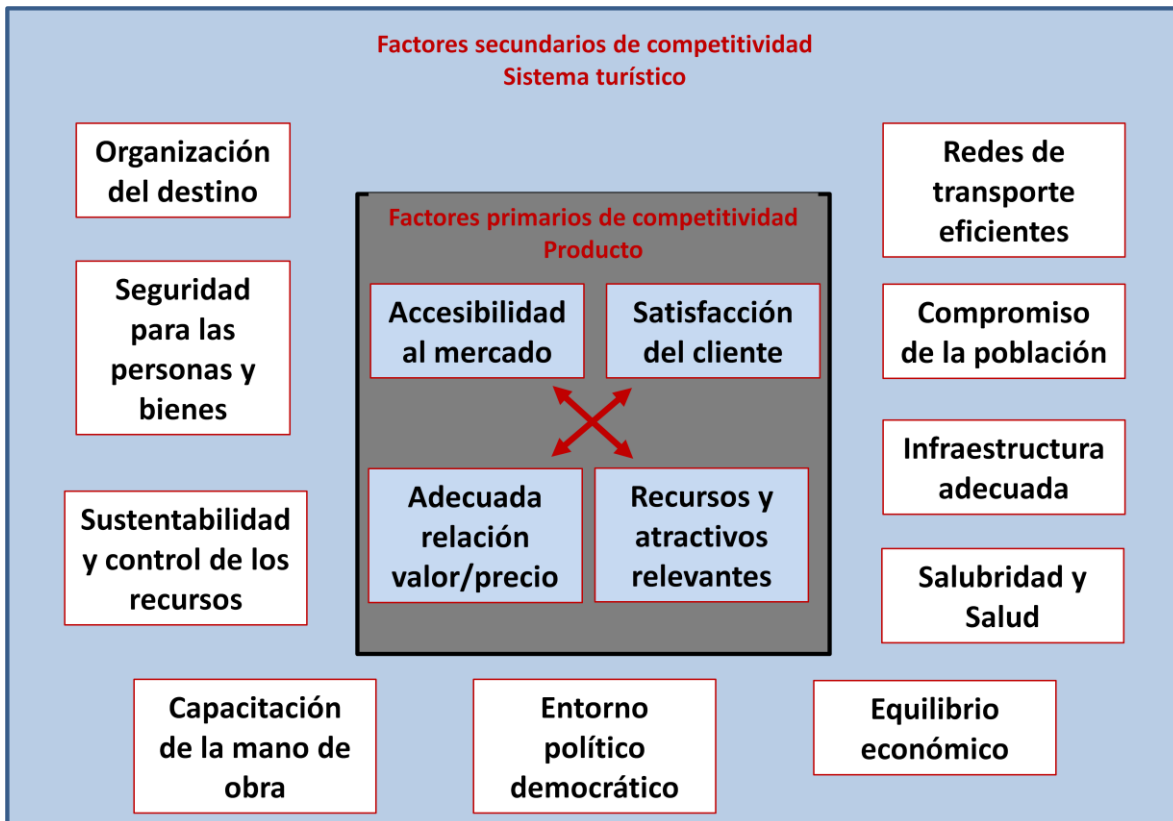 Factores secundarios de competitividad
Sistema turístico
Organización
del destino
Seguridad
para las
personas y
bienes
Sustentabilidad
y control de los
recursos
Factores primarios de competitividad
Producto
Accesibilidad
al mercado
Satisfacción
del cliente
Adecuada
relación
valor/precio
Recursos y
atractivos
relevantes
Redes de
transporte
eficientes
Compromiso
de la población
Infraestructura
adecuada
Salubridad y
Salud
Capacitación
de la mano de
obra
Entorno
político
democrático
Equilibrio
económico